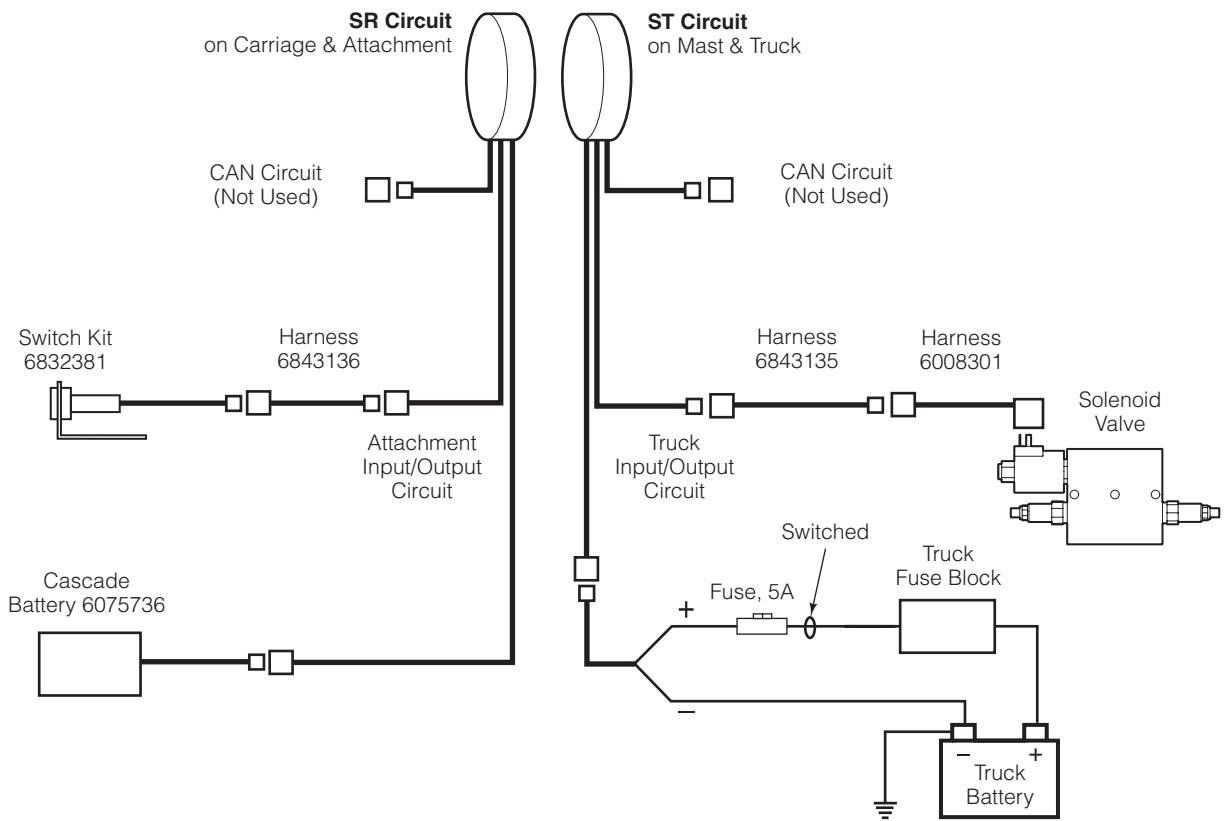 SR Circuit
on Carriage & Attachment
ST Circuit
on Mast & Truck
CAN Circuit
(Not Used)
CAN Circuit
(Not Used)
Switch Kit
6832381
Harness
6843136
Harness
6843135
Harness
6008301
Solenoid
Valve
Attachment
Input/Output
Circuit
Truck
Input/Output
Circuit
Switched
Truck
Fuse Block
Fuse, 5A
Cascade
Battery 6075736
+
−
− +
Truck
Battery